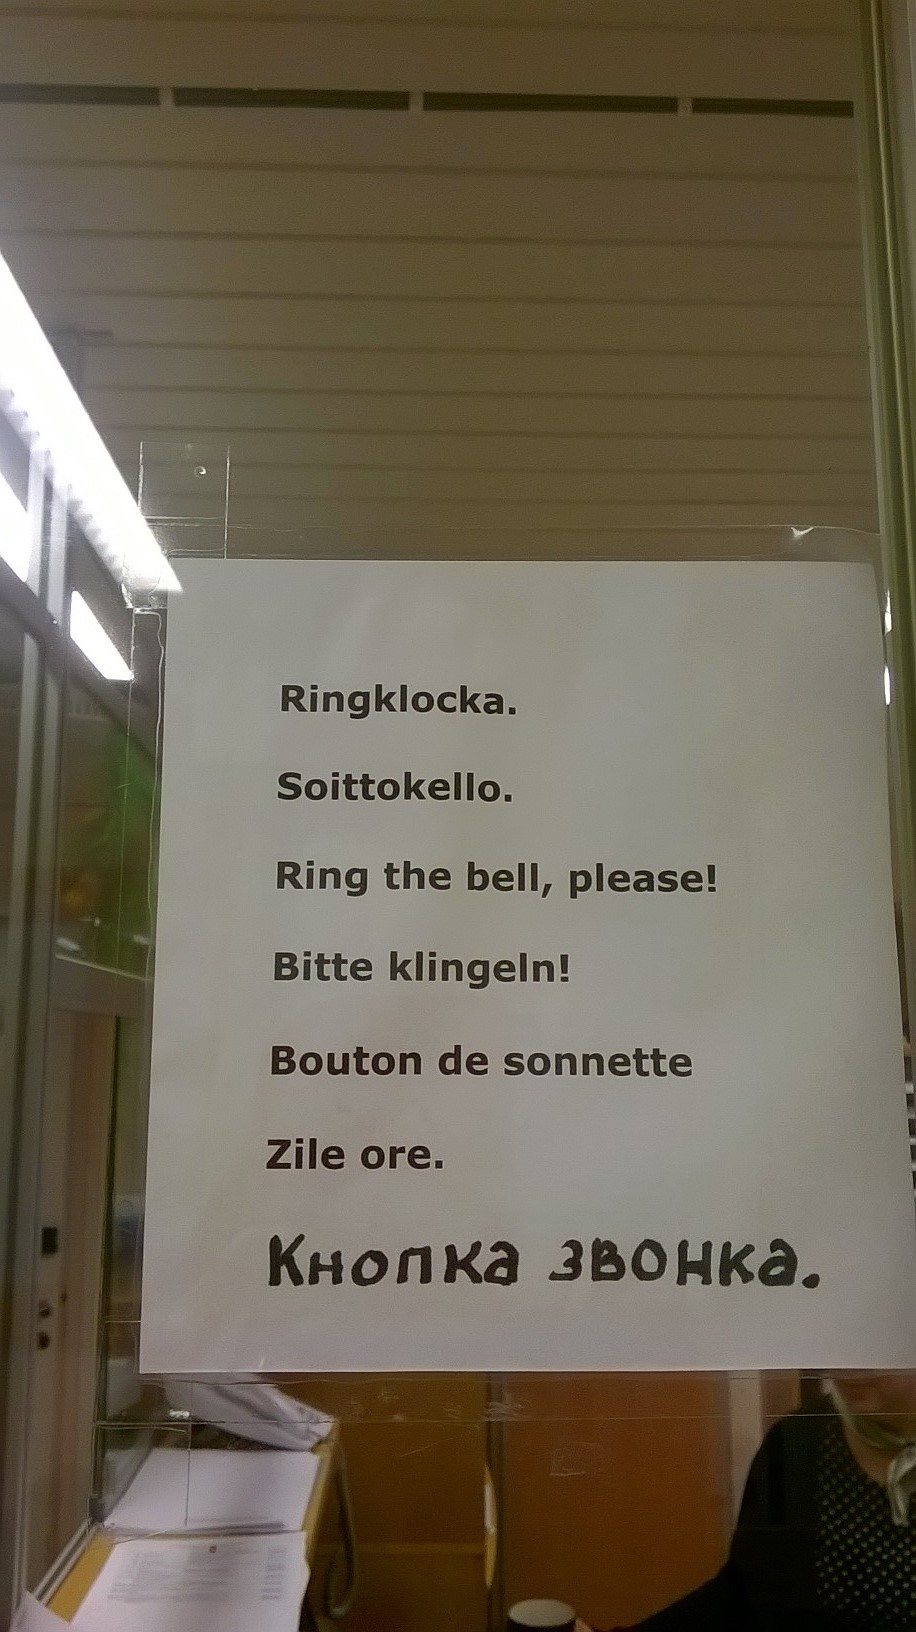 Ringklocka.
Soittokello.
Ring the bell, please!
Bitte klingeln!
Bouton de sonnette
Zile ore.
Кнопка звонка.